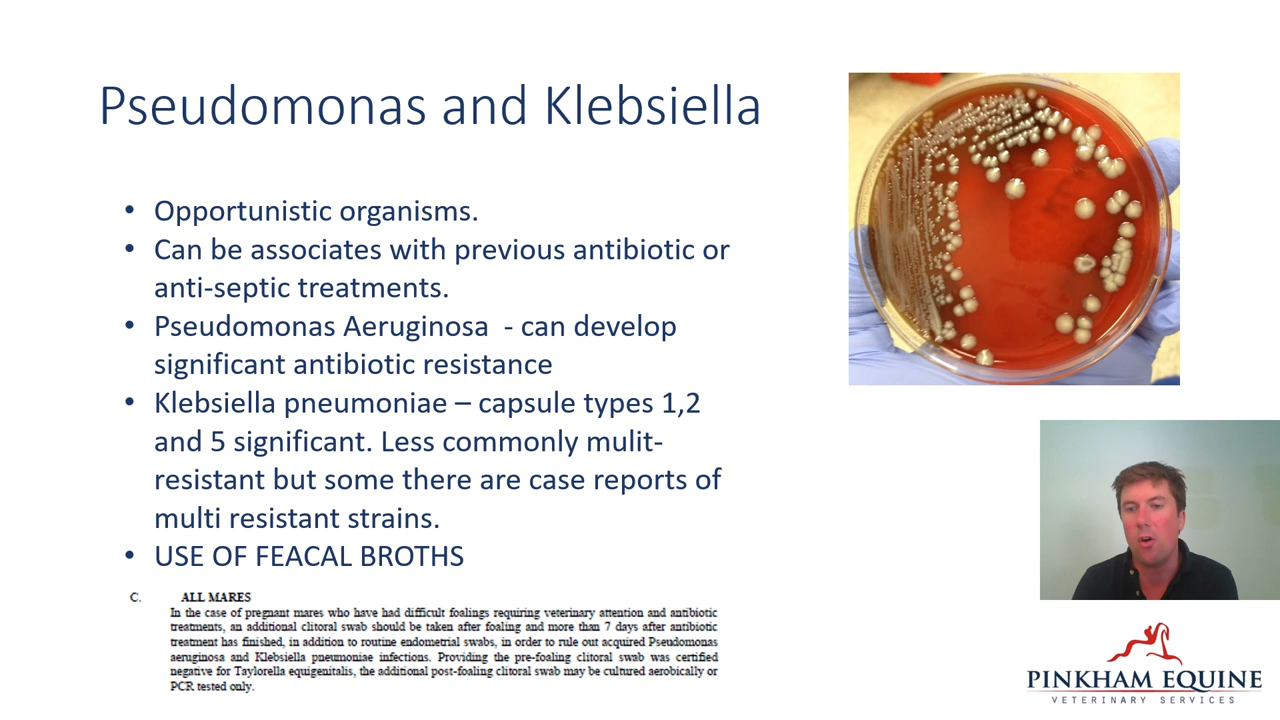 Pseudomonas and Klebsiella
• Opportunistic organisms.
• Can be associates with previous antibiotic or
anti-septic treatments.
• Pseudomonas Aeruginosa - can develop
significant antibiotic resistance
• Klebsiella pneumoniae – capsule types 1,2
and 5 significant. Less commonly mulit-
resistant but some there are case reports of
multi resistant strains.
• USE OF FEACAL BROTHS
C. ALL MARES
In the case of pregnant mares who have had difficult foalings requiring veterinary attention and antibiotic
treatments, an additional clitoral swab should be taken after foaling and more than 7 days after antibiotic
treatment has finished, in addition to routine endometrial swabs, in order to rule out acquired Pseudomonas
aeruginosa and Klebsiella pneumoniae infections. Providing the pre-foaling clitoral swab was certified
negative for Taylorella equigenitalis, the additional post-foaling clitoral swab may be cultured aerobically or
PCR tested only.
PINKHAM EQUINE
VETERINARY SERVICES